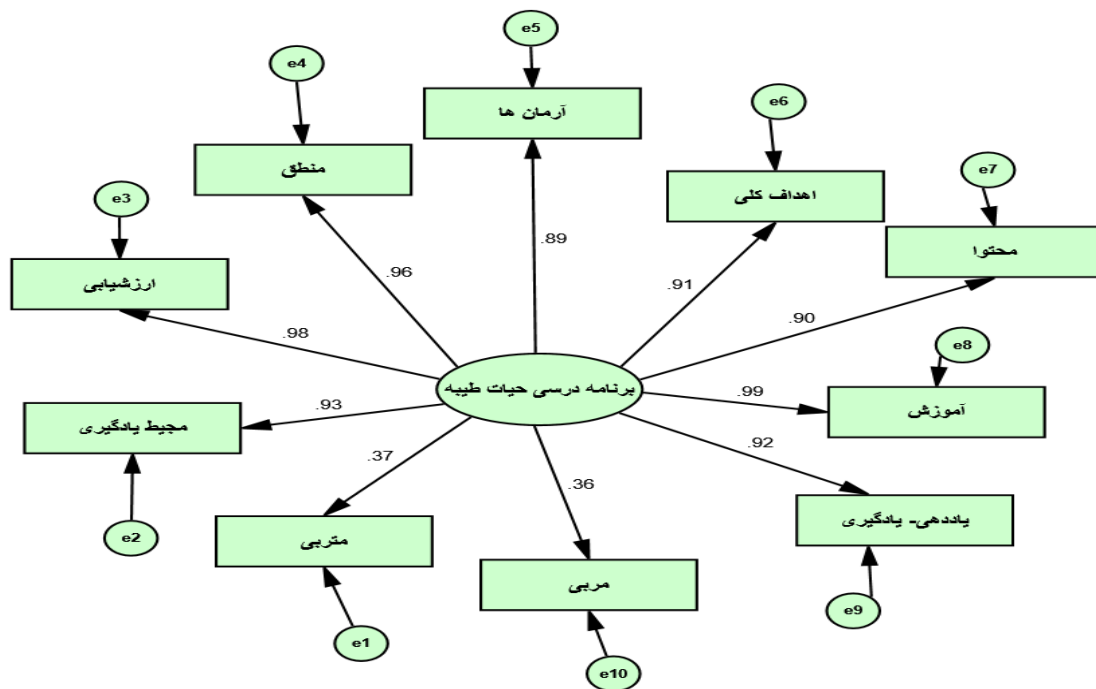 e5
e4
آرمان ها
e6
منطق
e7
اهداف کلی
e3
محتوا
.89
ارزشیابی
.96
.91
.98
.90
e8
برنامه درسی حیات طیبه
.99
آموزش
.93
مجیط یادگیری
.92
.37
.36
یاددهی- یادگیری
متربی
e2
مربی
e9
e1
e10